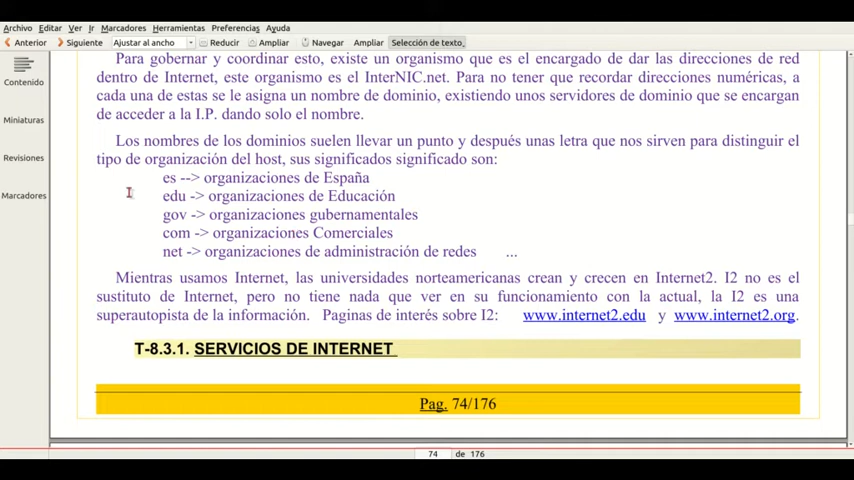 Archivo Editar Ver Ir Marcadores Herramientas Preferencias Ayuda
Anterior Siguiente Ajustar al ancho Reducir Ampliar Navegar Ampliar Selección de texto
Contenido
Miniaturas
Revisiones
Marcadores
Para gobernar y coordinar esto, existe un organismo que es el encargado de dar las direcciones de red
dentro de Internet, este organismo es el InterNIC.net. Para no tener que recordar direcciones numéricas, a
cada una de estas se le asigna un nombre de dominio, existiendo unos servidores de dominio que se encargan
de acceder a la I.P. dando solo el nombre.
Los nombres de los dominios suelen llevar un punto y después unas letra que nos sirven para distinguir el
tipo de organización del host, sus significados significado son:
es --> organizaciones de España
edu -> organizaciones de Educación
gov -> organizaciones gubernamentales
com -> organizaciones Comerciales
net -> organizaciones de administración de redes ...
Mientras usamos Internet, las universidades norteamericanas crean y crecen en Internet2. I2 no es el
sustituto de Internet, pero no tiene nada que ver en su funcionamiento con la actual, la I2 es una
superautopista de la información. Paginas de interés sobre I2: www.internet2.edu y www.internet2.org.
T-8.3.1. SERVICIOS DE INTERNET
Pag. 74/176
74 de 176